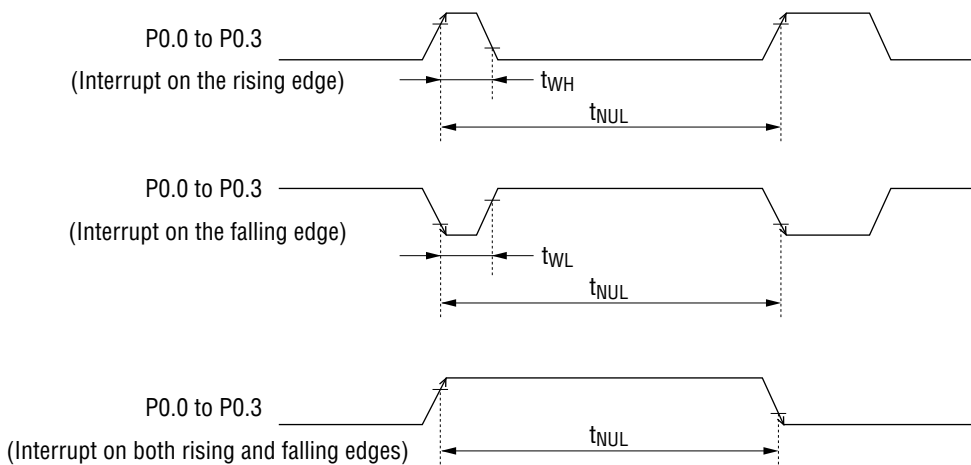 P0.0 to P0.3
(Interrupt on the rising edge)
tWH
tNUL
P0.0 to P0.3
(Interrupt on the falling edge)
tWL
tNUL
P0.0 to P0.3
(Interrupt on both rising and falling edges)
tNUL